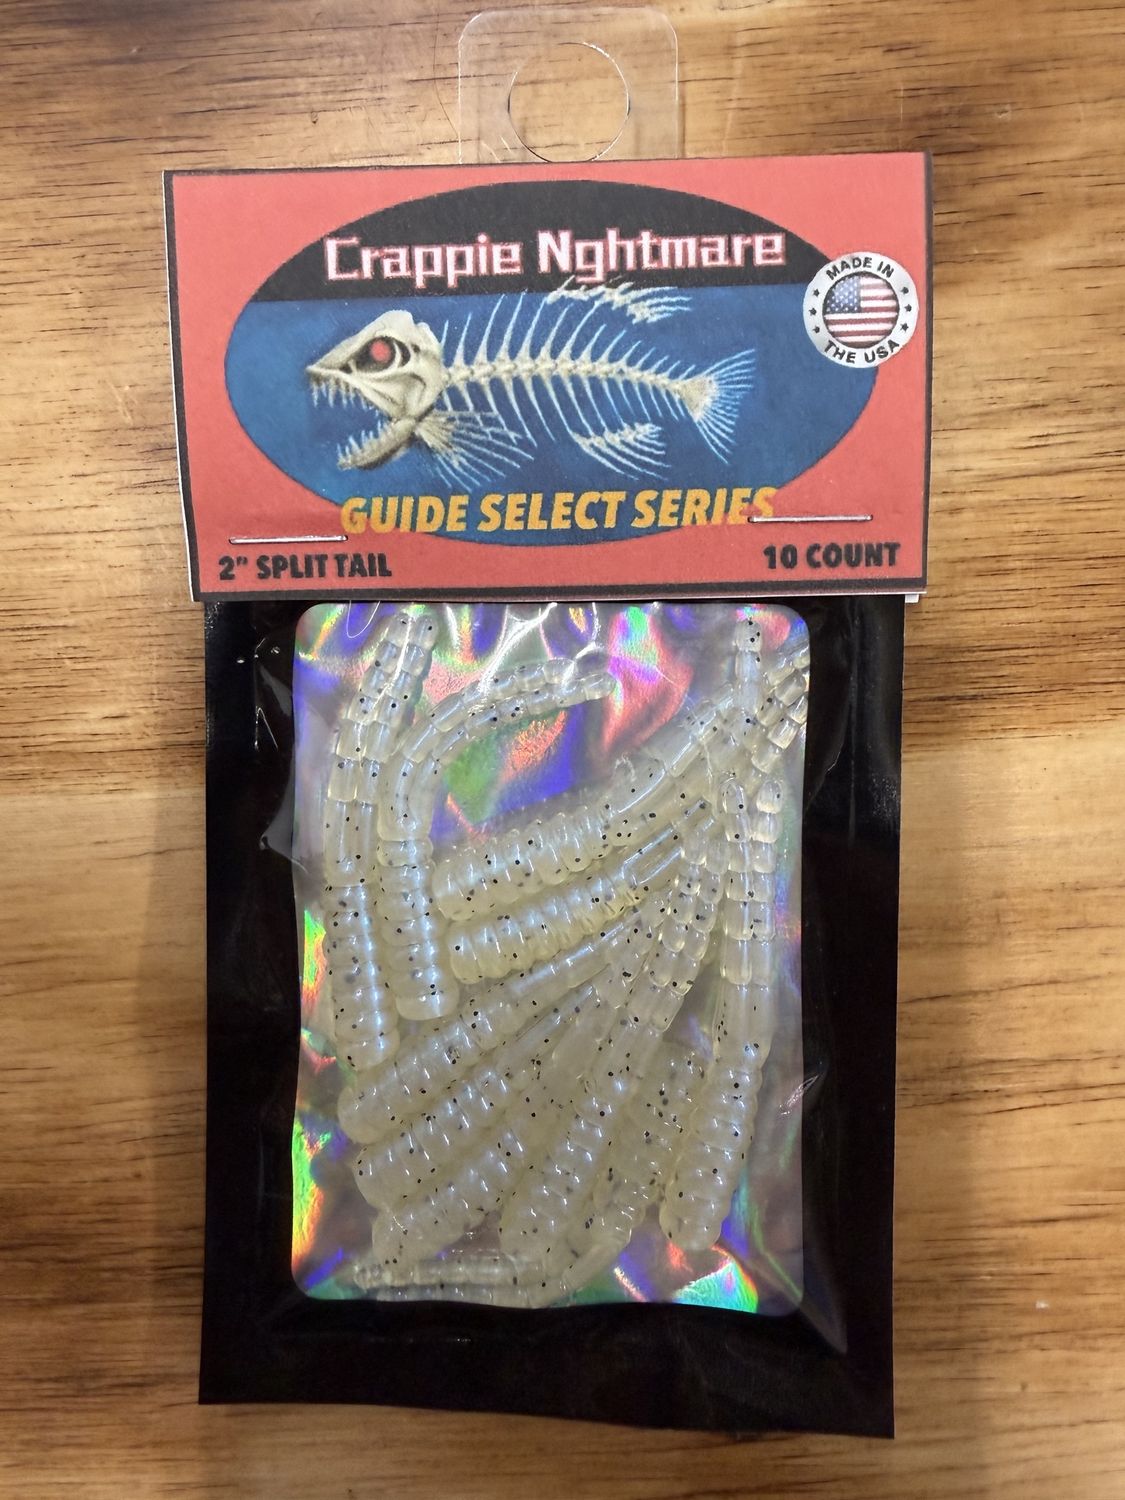 Crappie Nghtmare
MADE IN
THE USA
GUIDE SELECT SERIES
2" SPLIT TAIL
10 COUNT